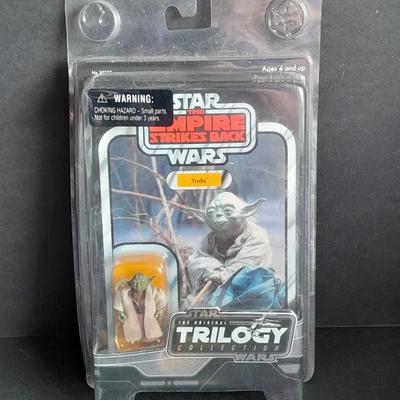 Ages 4 and up
WARNING:
CHOKING HAZARD – Small parts.
Not for children under 3 years.
STAR
THE
EMPIRE
STRIKES BACK
WARS
Yoda
STAR
THE ORIGINAL
TRILOGY
COLLECTION
WARS